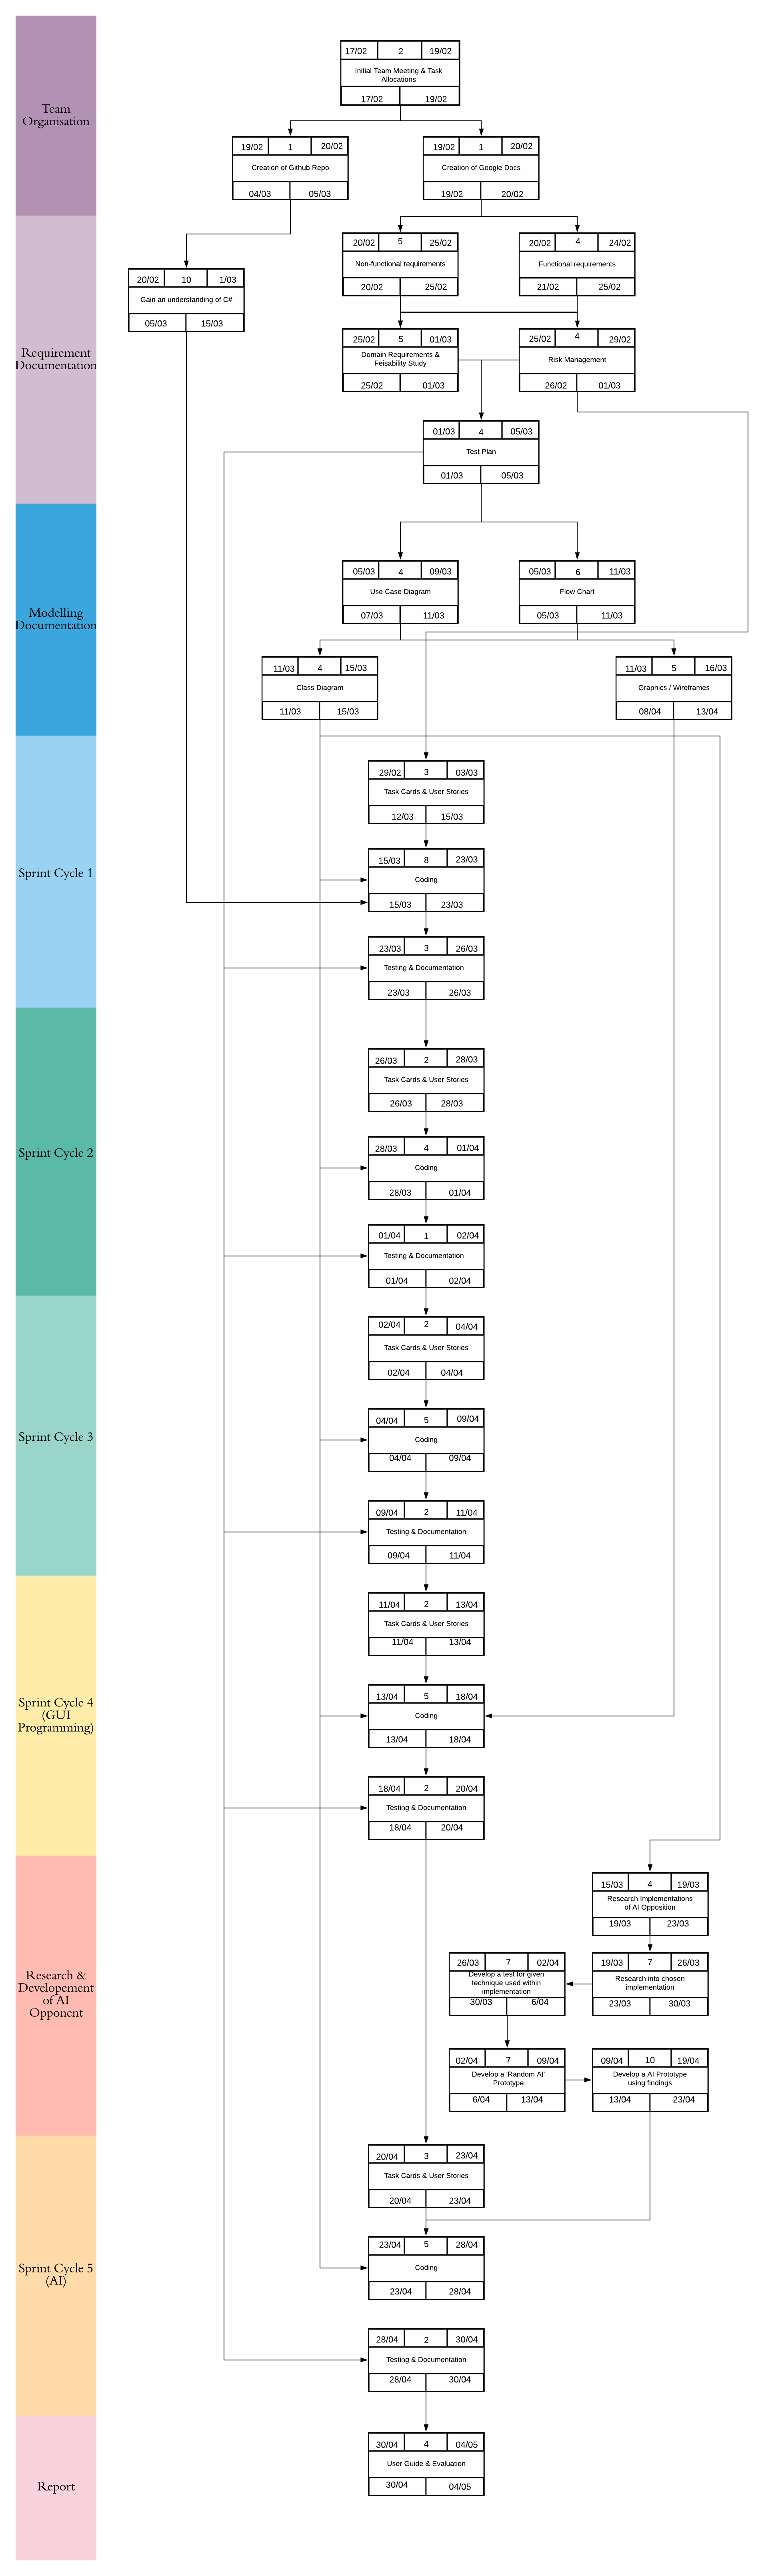 Team
Organisation
17/02 2 19/02
Initial Team Meeting & Task
Allocations
17/02 19/02
19/02 1 20/02
Creation of Github Repo
04/03 05/03
19/02 1 20/02
Creation of Google Docs
19/02 20/02
Requirement
Documentation
20/02 5 25/02
Non-functional requirements
20/02 25/02
20/02 4 24/02
Functional requirements
21/02 25/02
20/02 10 1/03
Gain an understanding of C#
05/03 15/03
25/02 5 01/03
Domain Requirements &
Feisability Study
25/02 01/03
25/02 4 29/02
Risk Management
26/02 01/03
01/03 4 05/03
Test Plan
01/03 05/03
Modelling
Documentation
05/03 4 09/03
Use Case Diagram
07/03 11/03
05/03 6 11/03
Flow Chart
05/03 11/03
11/03 4 15/03
Class Diagram
11/03 15/03
11/03 5 16/03
Graphics / Wireframes
08/04 13/04
Sprint Cycle 1
29/02 3 03/03
Task Cards & User Stories
12/03 15/03
15/03 8 23/03
Coding
15/03 23/03
23/03 3 26/03
Testing & Documentation
23/03 26/03
Sprint Cycle 2
26/03 2 28/03
Task Cards & User Stories
26/03 28/03
28/03 4 01/04
Coding
28/03 01/04
01/04 1 02/04
Testing & Documentation
01/04 02/04
Sprint Cycle 3
02/04 2 04/04
Task Cards & User Stories
02/04 04/04
04/04 5 09/04
Coding
04/04 09/04
09/04 2 11/04
Testing & Documentation
09/04 11/04
Sprint Cycle 4
(GUI
Programming)
11/04 2 13/04
Task Cards & User Stories
11/04 13/04
13/04 5 18/04
Coding
13/04 18/04
18/04 2 20/04
Testing & Documentation
18/04 20/04
Research &
Developement
of AI
Opponent
15/03 4 19/03
Research Implementations
of AI Opposition
19/03 23/03
19/03 7 26/03
Research into chosen
implementation
23/03 30/03
26/03 7 02/04
Develop a test for given
technique used within
implementation
30/03 6/04
02/04 7 09/04
Develop a 'Random AI'
Prototype
6/04 13/04
09/04 10 19/04
Develop a AI Prototype
using findings
13/04 23/04
Sprint Cycle 5
(AI)
20/04 3 23/04
Task Cards & User Stories
20/04 23/04
23/04 5 28/04
Coding
23/04 28/04
28/04 2 30/04
Testing & Documentation
28/04 30/04
Report
30/04 4 04/05
User Guide & Evaluation
30/04 04/05